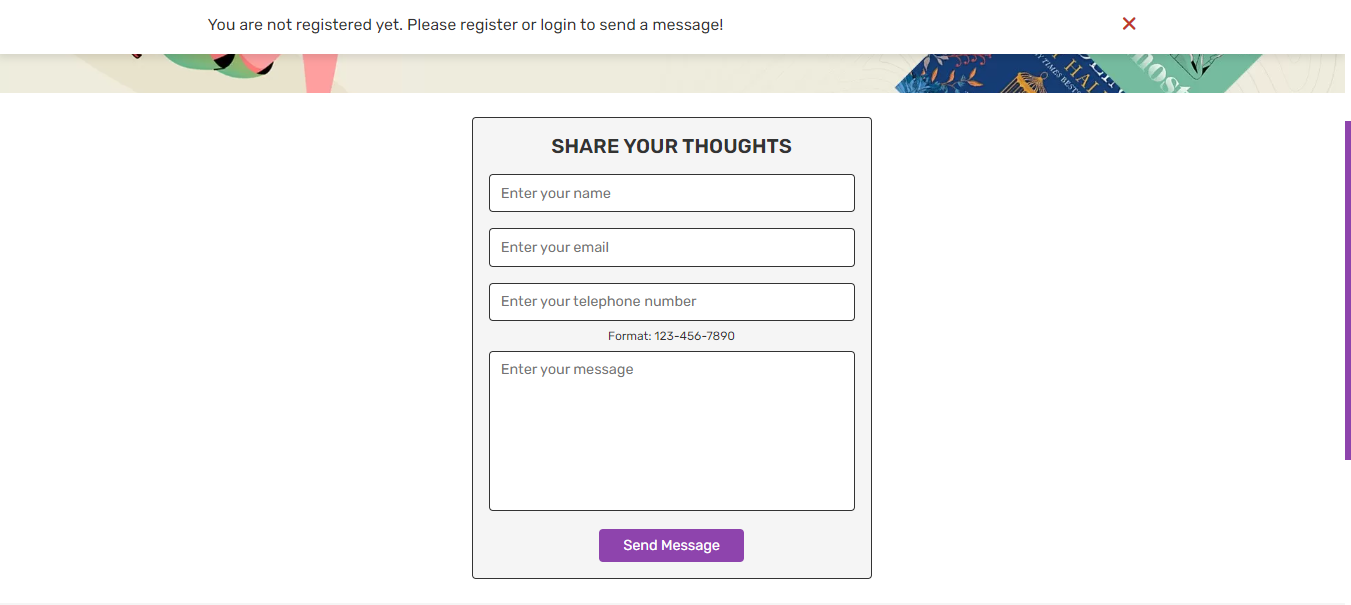 You are not registered yet. Please register or login to send a message!
SHARE YOUR THOUGHTS
Enter your name
Enter your email
Enter your telephone number
Format: 123-456-7890
Enter your message
Send Message